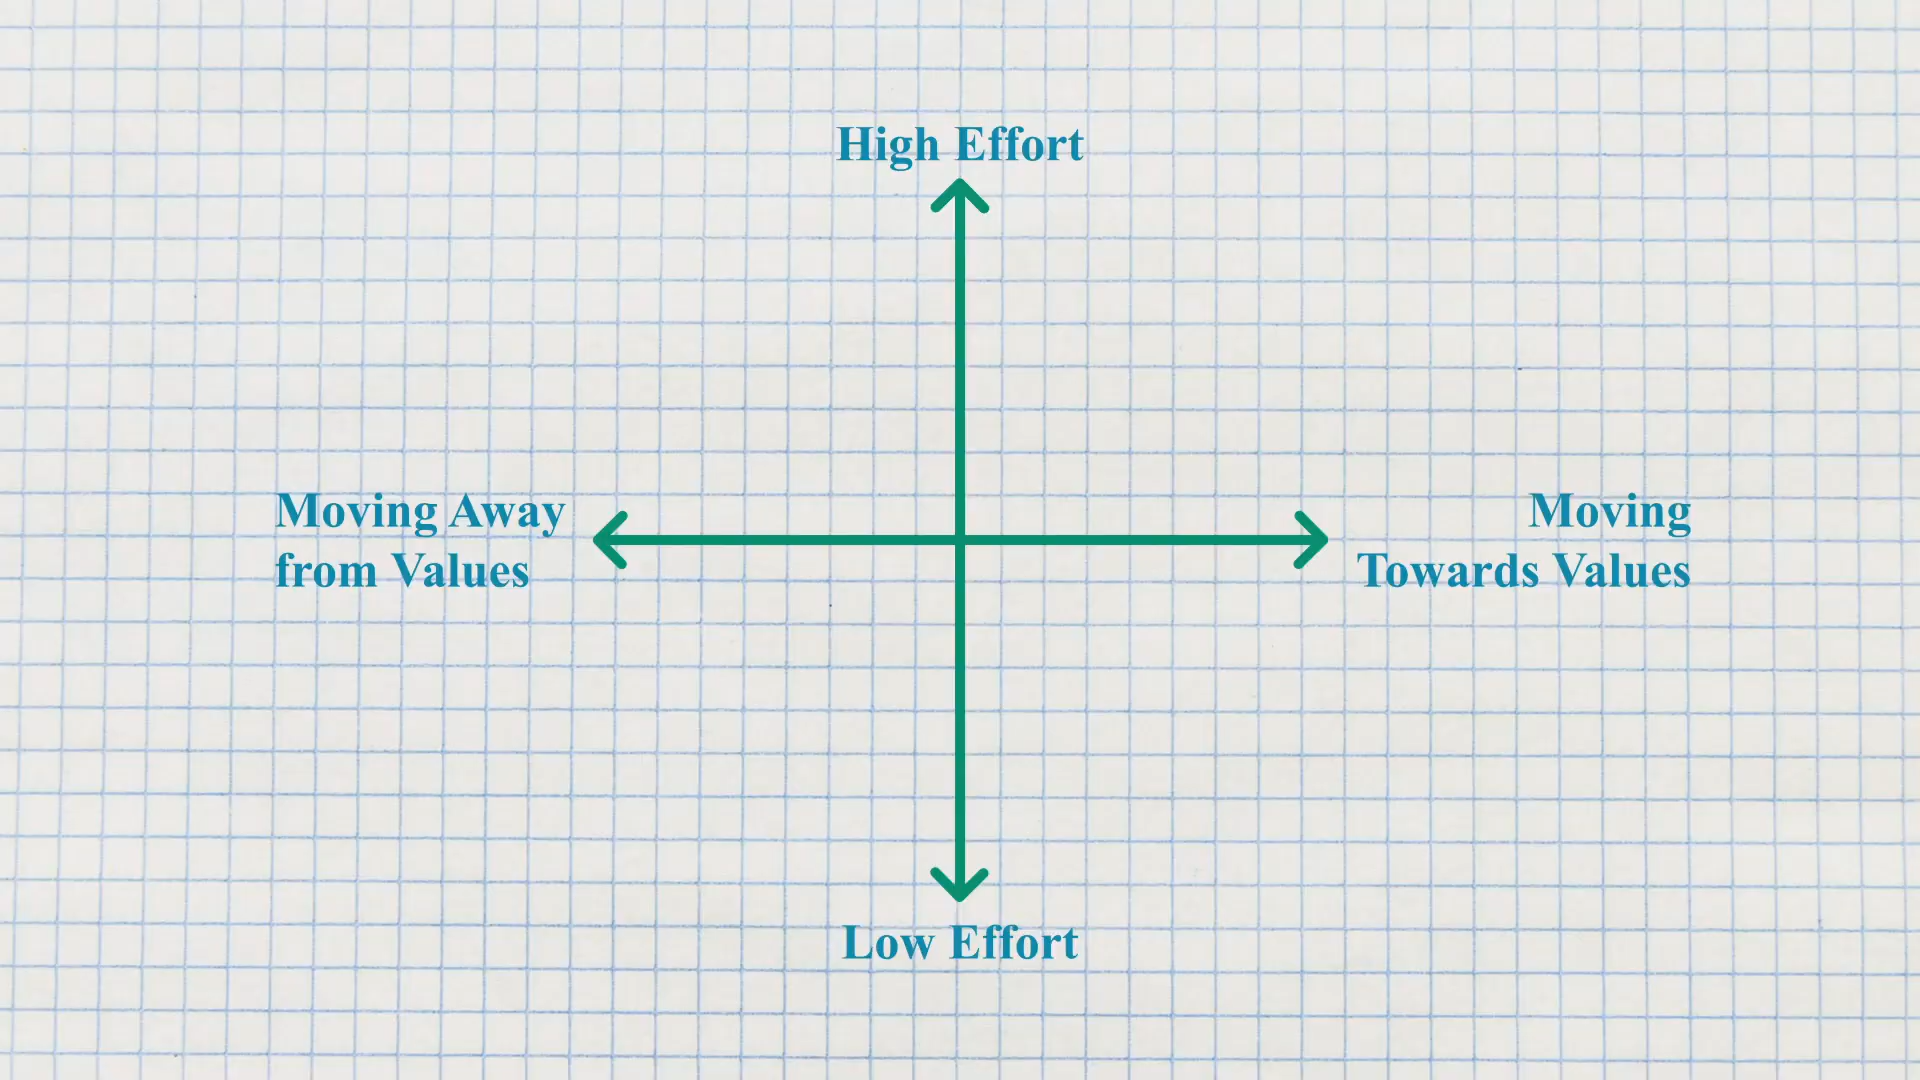 High Effort
Moving Away
from Values
Moving
Towards Values
Low Effort